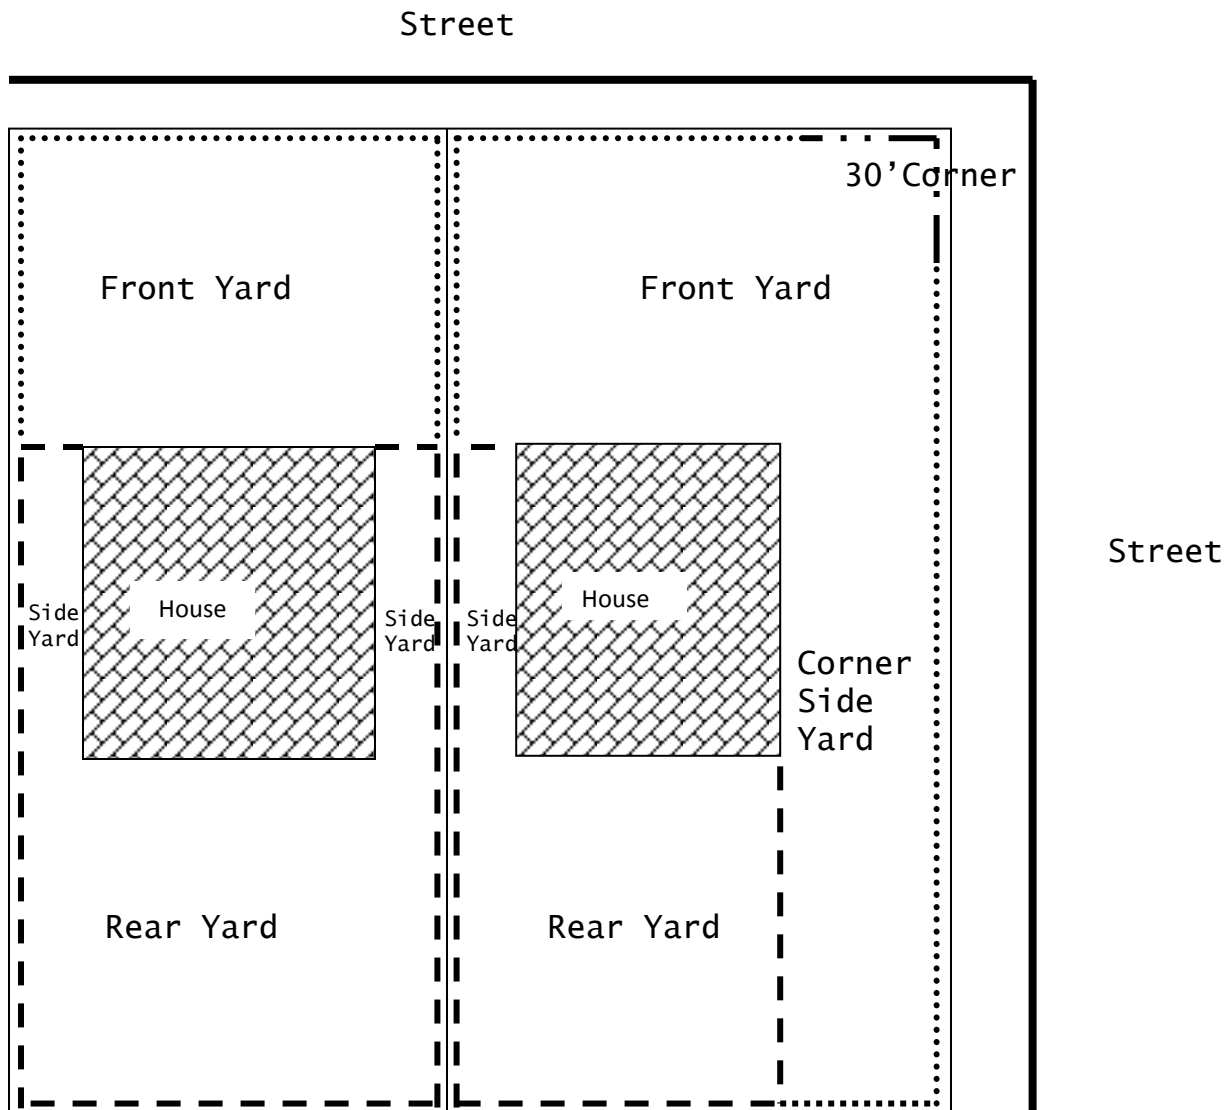 Street
30’Corner
Front Yard
Front Yard
Street
Side
Yard
House
Side
Yard
Side
Yard
House
Corner
Side
Yard
Rear Yard
Rear Yard